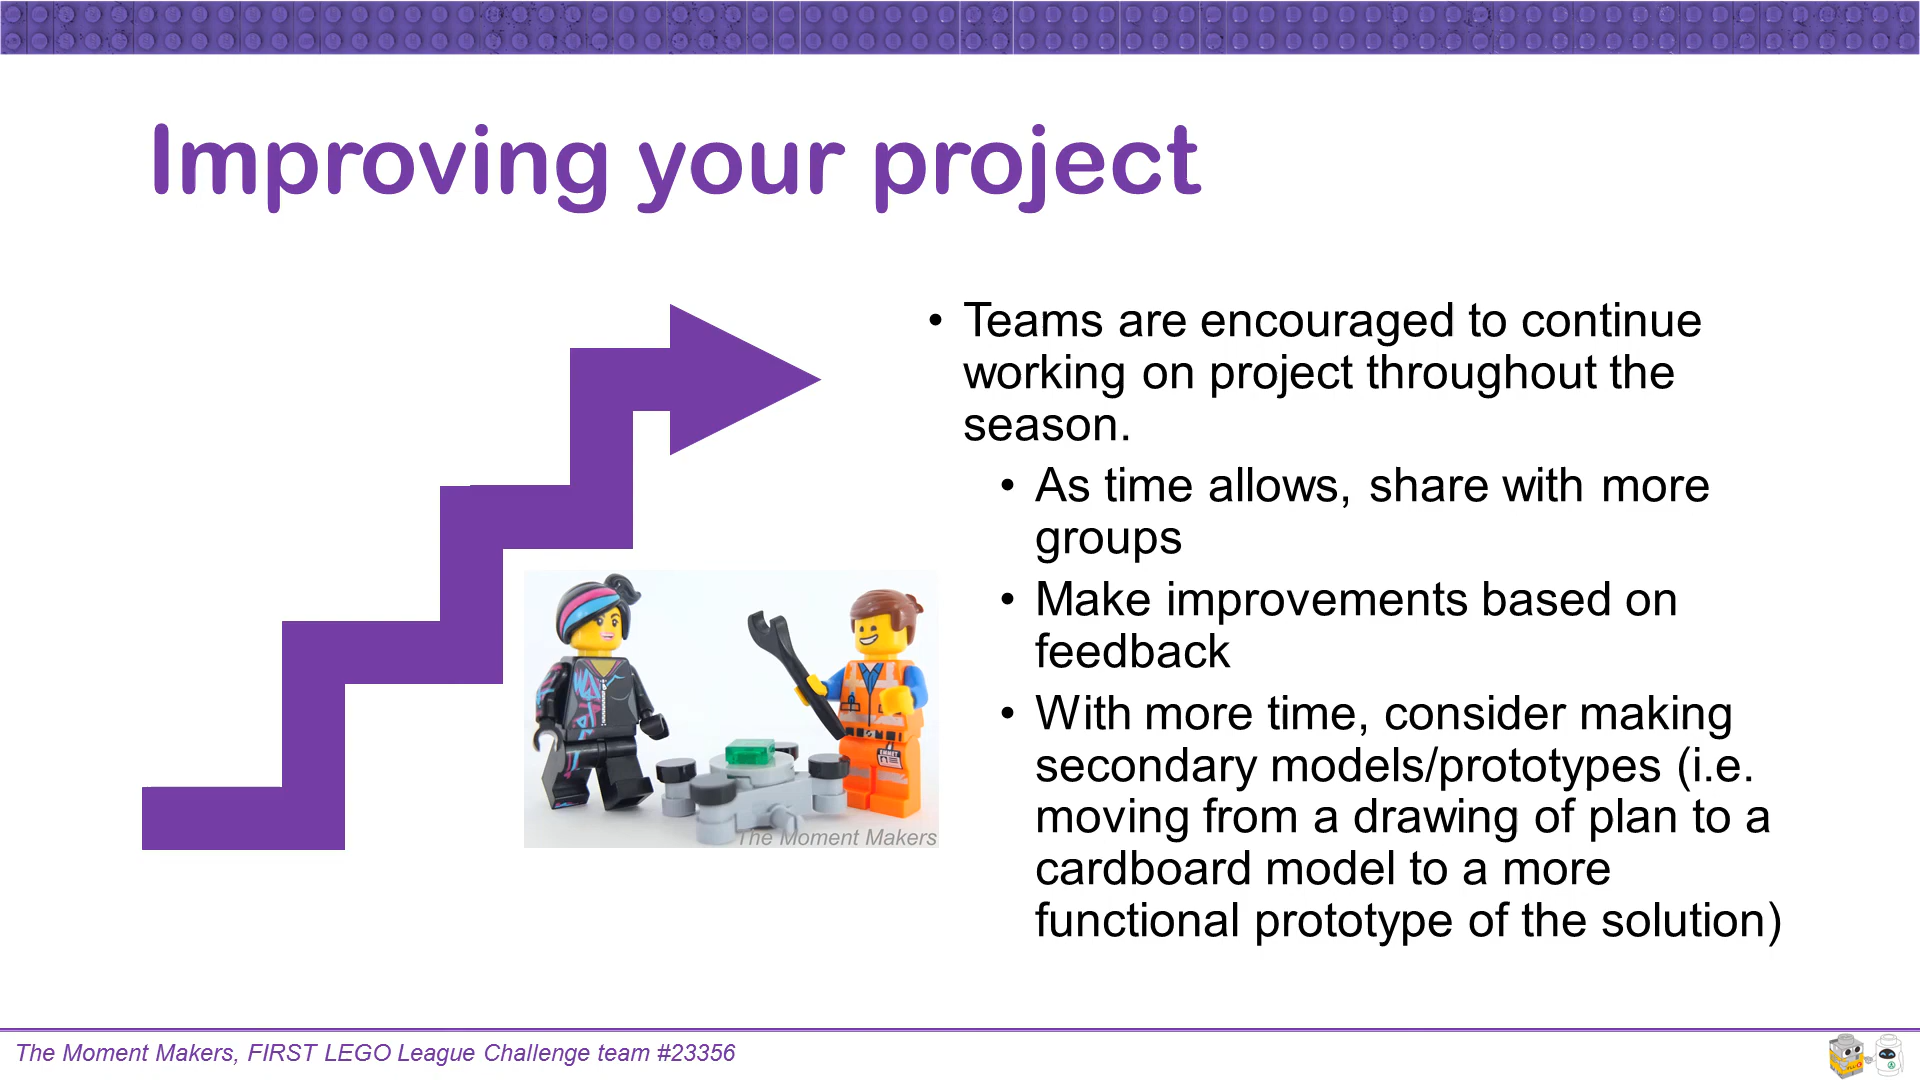 Improving your project
• Teams are encouraged to continue
working on project throughout the
season.
• As time allows, share with more
groups
• Make improvements based on
feedback
• With more time, consider making
secondary models/prototypes (i.e.
moving from a drawing of plan to a
cardboard model to a more
functional prototype of the solution)
EMMET
The Moment Makers
The Moment Makers, FIRST LEGO League Challenge team #23356